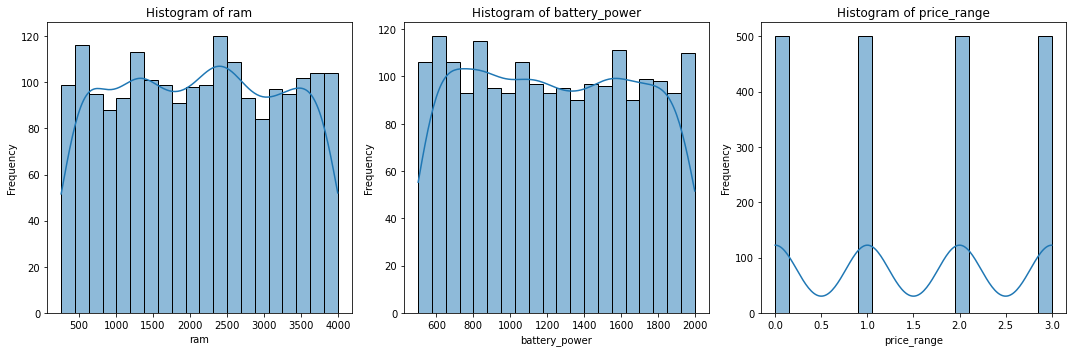 Histogram of ram
120
100
80
60
40
20
0
Frequency
500 1000 1500 2000 2500 3000 3500 4000
ram
Histogram of battery_power
120
100
80
60
40
20
0
Frequency
600 800 1000 1200 1400 1600 1800 2000
battery_power
Histogram of price_range
500
400
300
200
100
0
Frequency
0.0 0.5 1.0 1.5 2.0 2.5 3.0
price_range